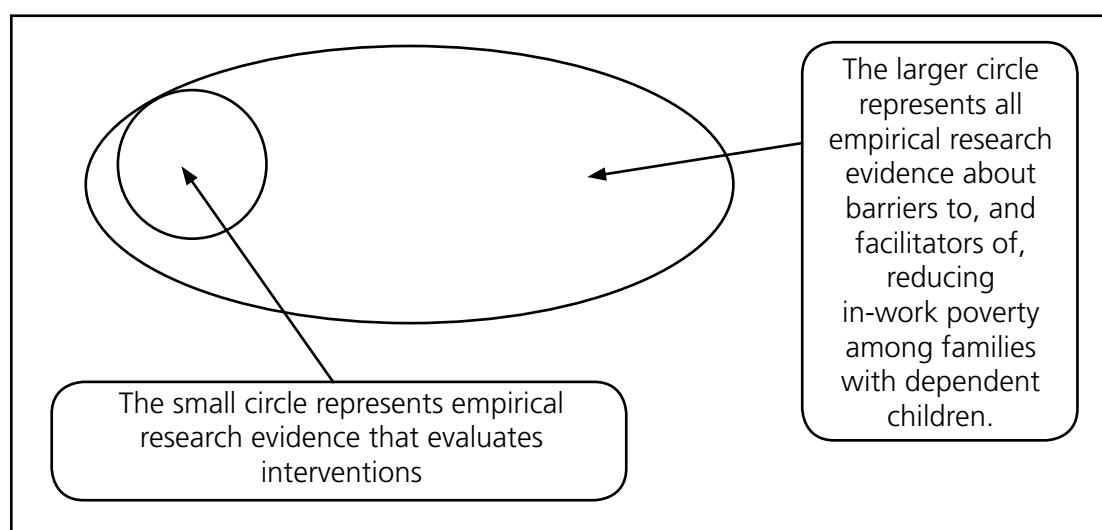 The larger circle
represents all
empirical research
evidence about
barriers to, and
facilitators of,
reducing
in-work poverty
among families
with dependent
children.
The small circle represents empirical
research evidence that evaluates
interventions